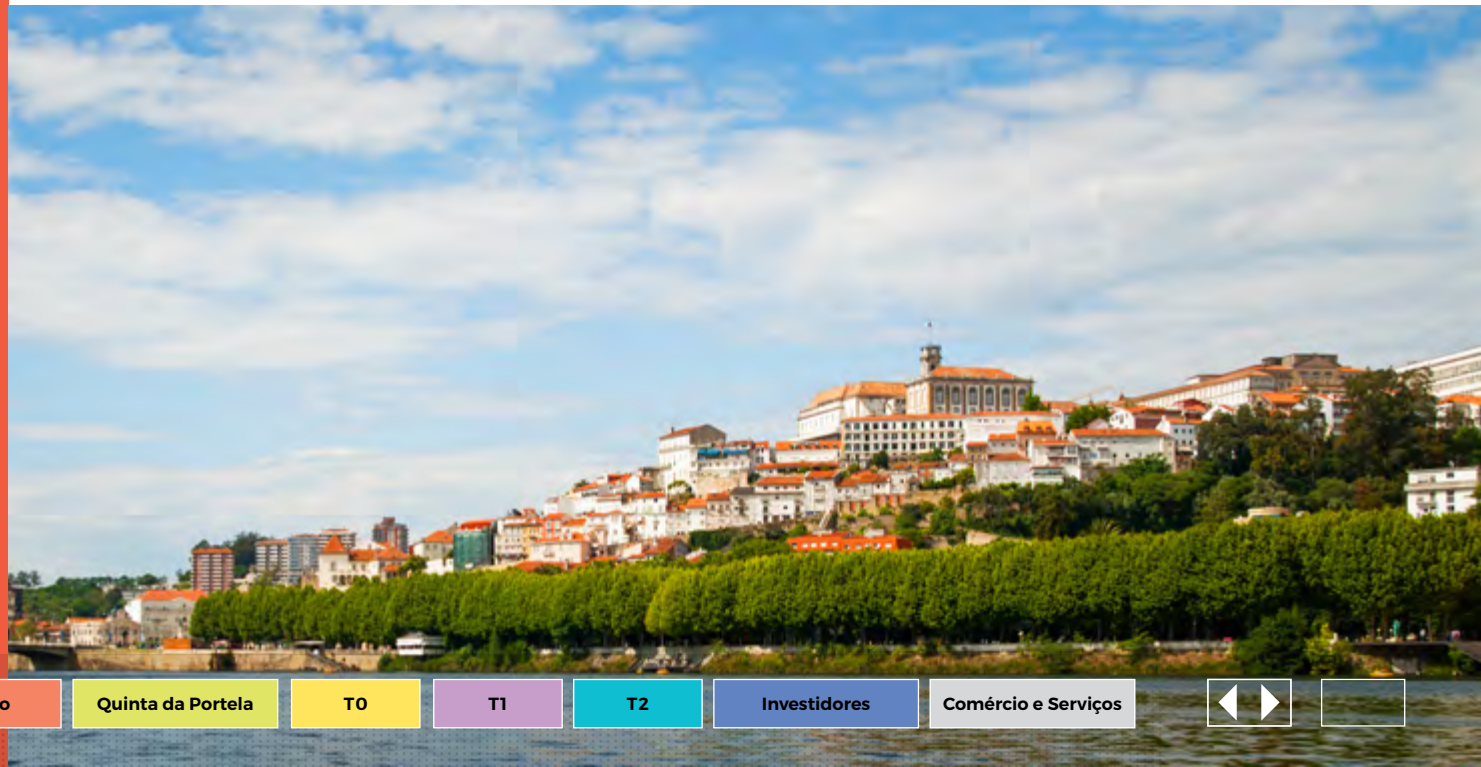 o
Quinta da Portela
T0
T1
T2
Investidores
Comércio e Serviços